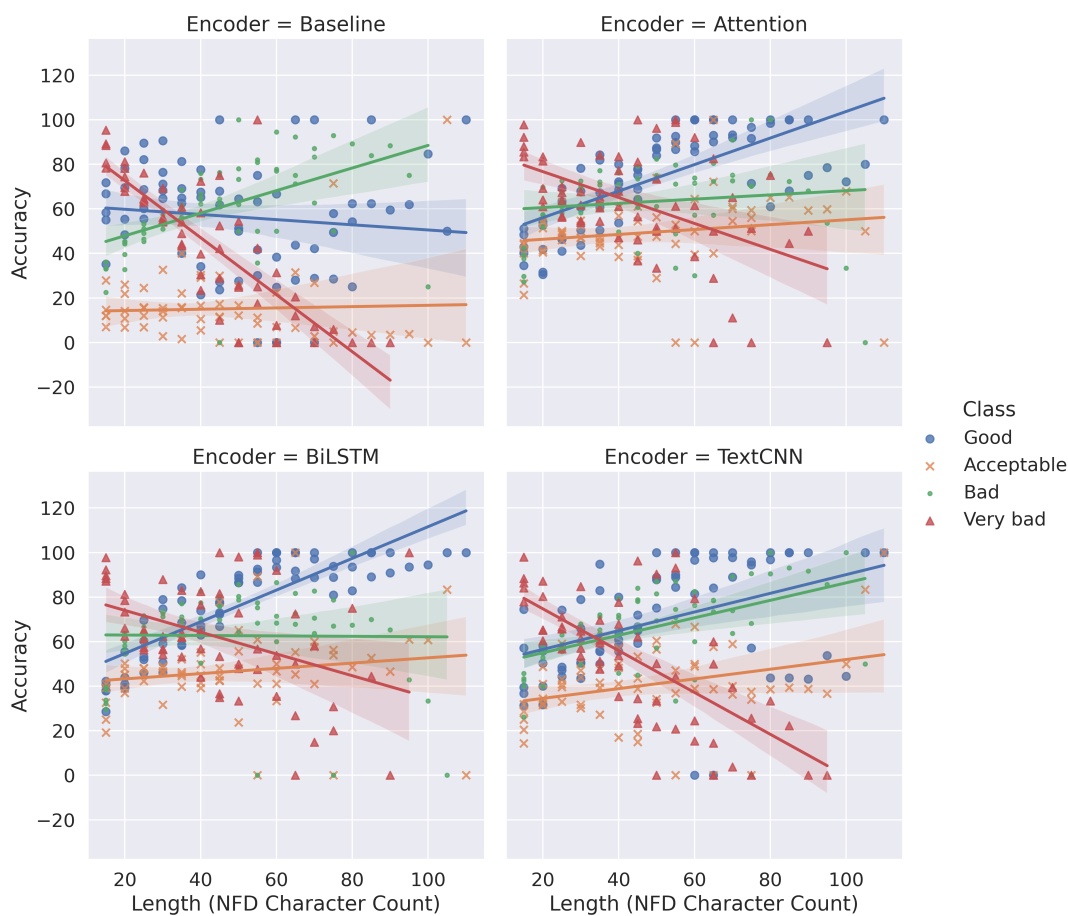 Encoder = Baseline
Encoder = Attention
Accuracy
120
100
80
60
40
20
0
−20
Encoder = BiLSTM
Encoder = TextCNN
Accuracy
120
100
80
60
40
20
0
−20
20 40 60 80 100
20 40 60 80 100
Length (NFD Character Count)
Length (NFD Character Count)
Class
Good
Acceptable
Bad
Very bad